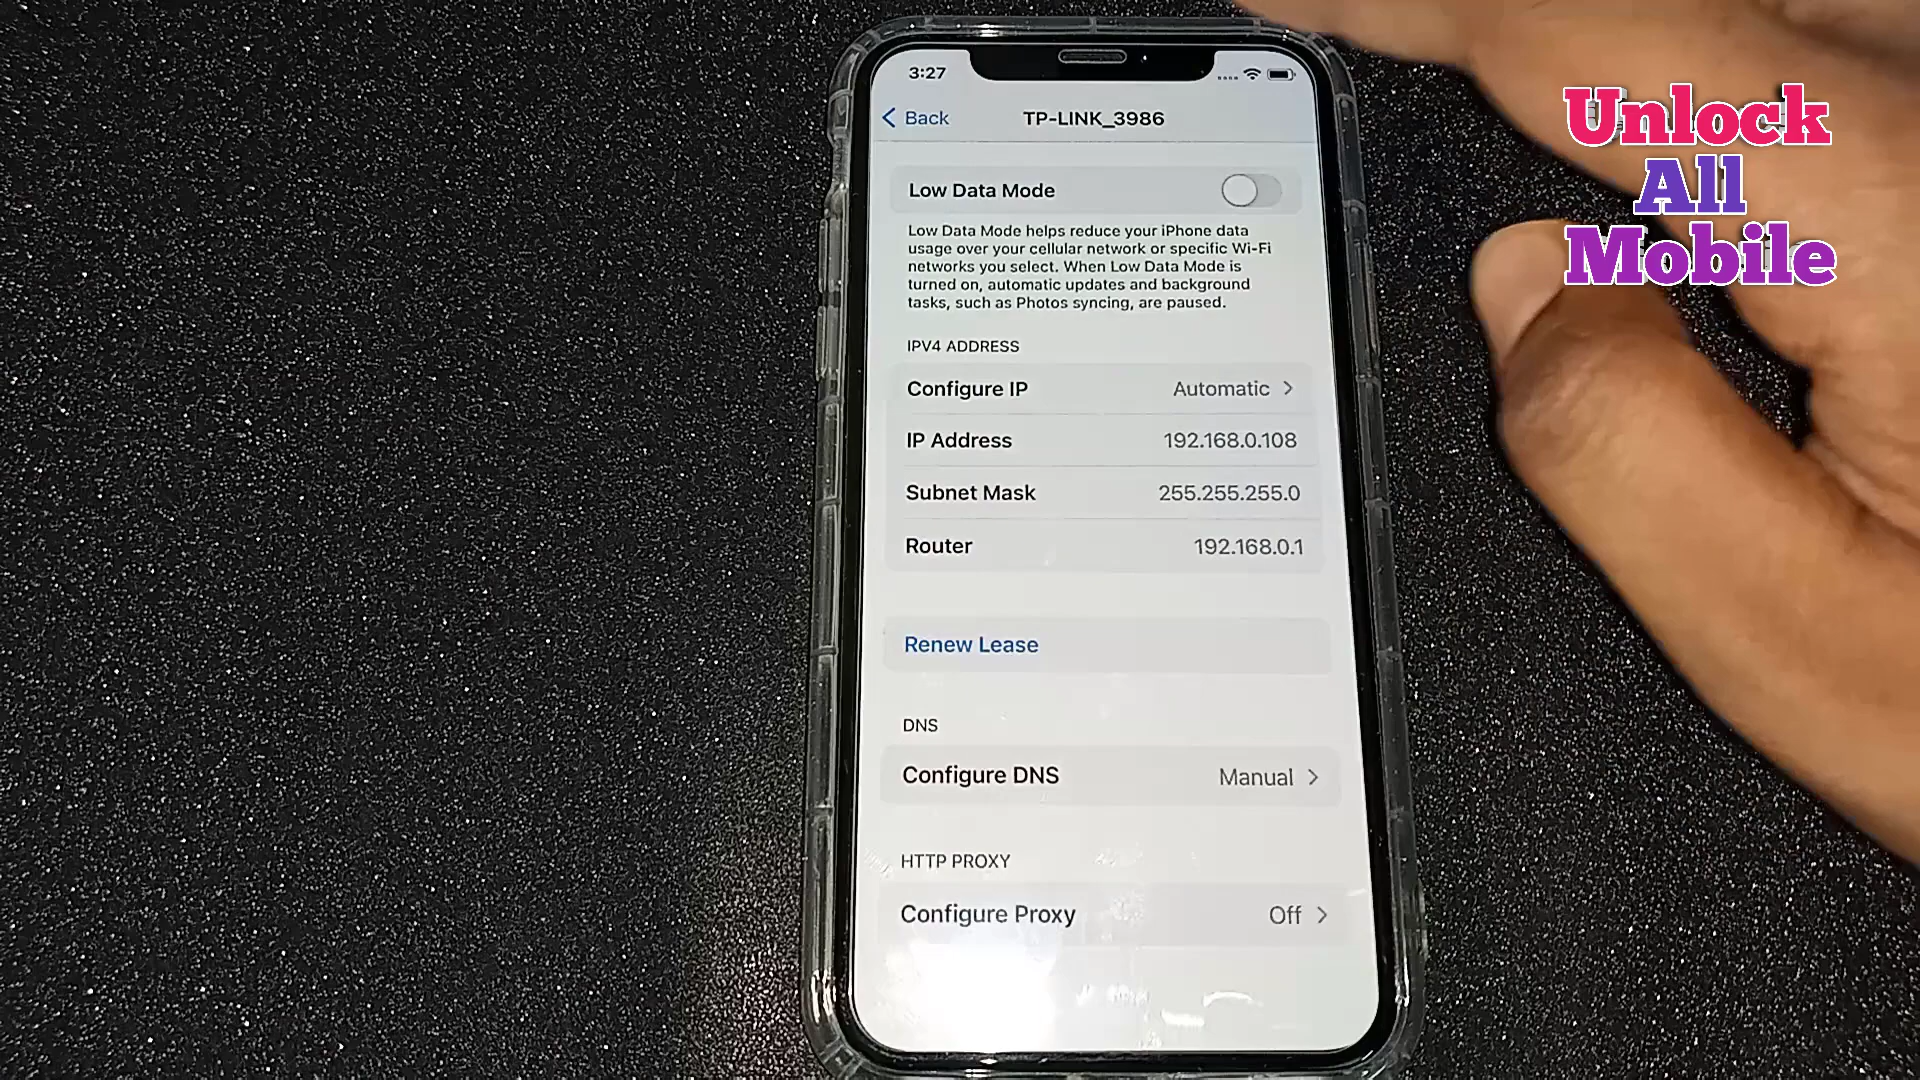 3:27
Back
TP-LINK_3986
Low Data Mode
Low Data Mode helps reduce your iPhone data
usage over your cellular network or specific Wi-Fi
networks you select. When Low Data Mode is
turned on, automatic updates and background
tasks, such as Photos syncing, are paused.
IPV4 ADDRESS
Configure IP Automatic
IP Address 192.168.0.108
Subnet Mask 255.255.255.0
Router 192.168.0.1
Renew Lease
DNS
Configure DNS Manual
HTTP PROXY
Configure Proxy Off
Unlock
All
Mobile